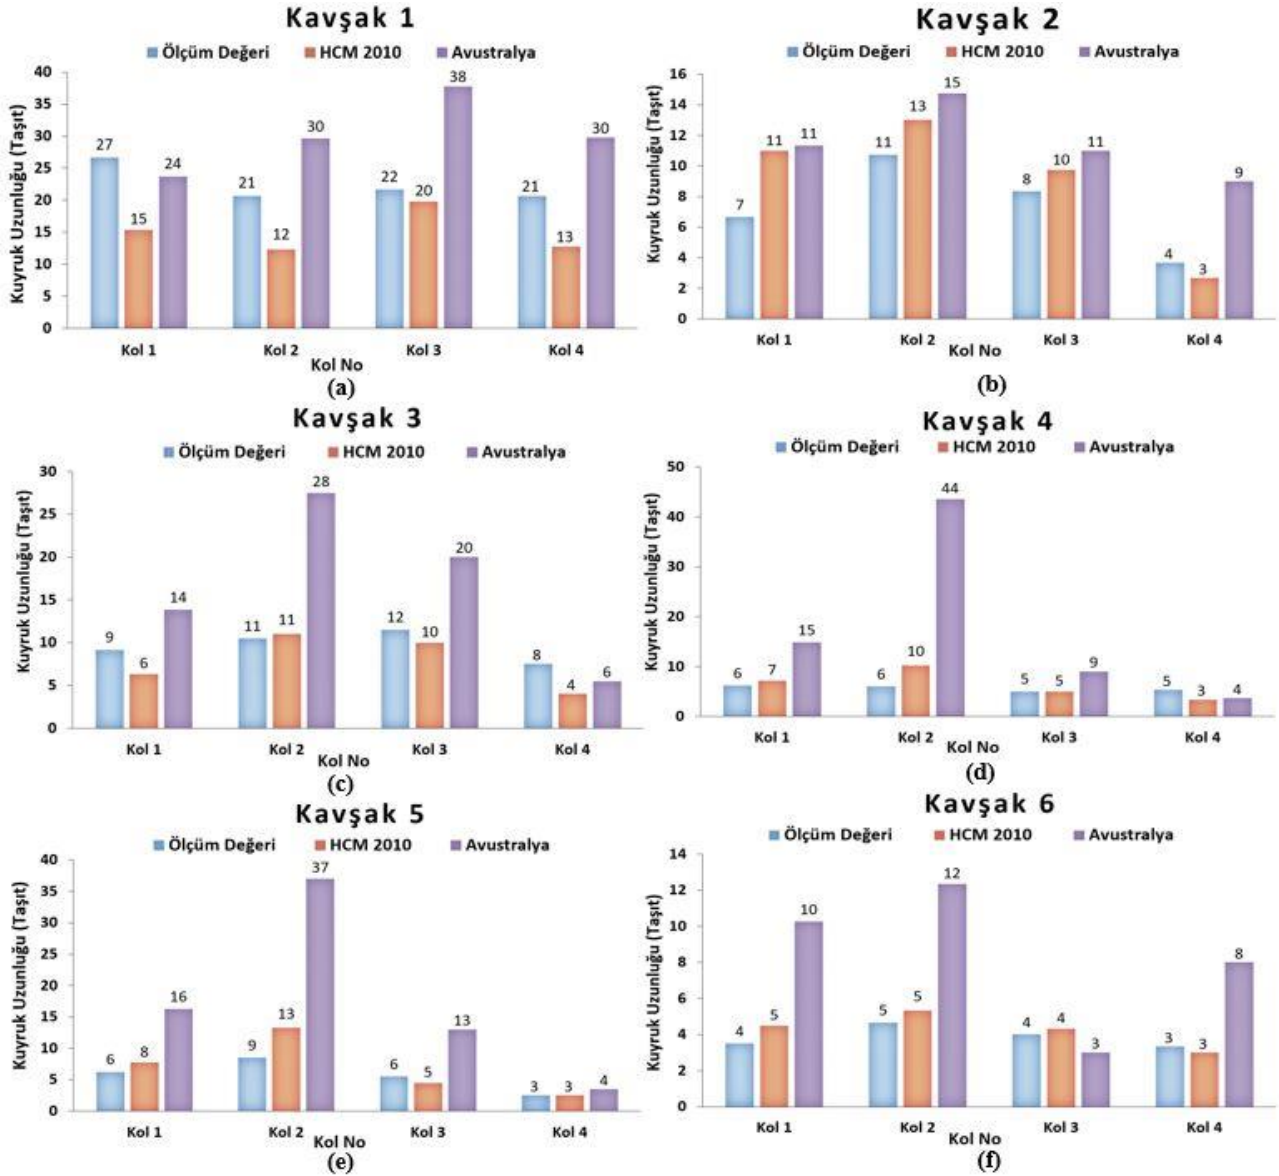 Kavşak 1
Ölçüm Değeri HCM 2010 Avustralya
Kuyruk Uzunluğu (Taşıt)
40
35
30
25
20
15
10
5
0
27 15 24
21 12 30
22 20 38
21 13 30
Kol 1 Kol 2 Kol 3 Kol 4
Kol No
(a)
Kavşak 2
Ölçüm Değeri HCM 2010 Avustralya
Kuyruk Uzunluğu (Taşıt)
16
14
12
10
8
6
4
2
0
7 11 11
11 13 15
8 10 11
4 3 9
Kol 1 Kol 2 Kol 3 Kol 4
Kol No
(b)
Kavşak 3
Ölçüm Değeri HCM 2010 Avustralya
Kuyruk Uzunluğu (Taşıt)
30
25
20
15
10
5
0
9 6 14
11 11 28
12 10 20
8 4 6
Kol 1 Kol 2 Kol 3 Kol 4
Kol No
(c)
Kavşak 4
Ölçüm Değeri HCM 2010 Avustralya
Kuyruk Uzunluğu (Taşıt)
50
40
30
20
10
0
6 7 15
6 10 44
5 5 9
5 3 4
Kol 1 Kol 2 Kol 3 Kol 4
Kol No
(d)
Kavşak 5
Ölçüm Değeri HCM 2010 Avustralya
Kuyruk Uzunluğu (Taşıt)
40
35
30
25
20
15
10
5
0
6 8 16
9 13 37
6 5 13
3 3 4
Kol 1 Kol 2 Kol 3 Kol 4
Kol No
(e)
Kavşak 6
Ölçüm Değeri HCM 2010 Avustralya
Kuyruk Uzunluğu (Taşıt)
14
12
10
8
6
4
2
0
4 5 10
5 5 12
4 4 3
3 3 8
Kol 1 Kol 2 Kol 3 Kol 4
Kol No
(f)